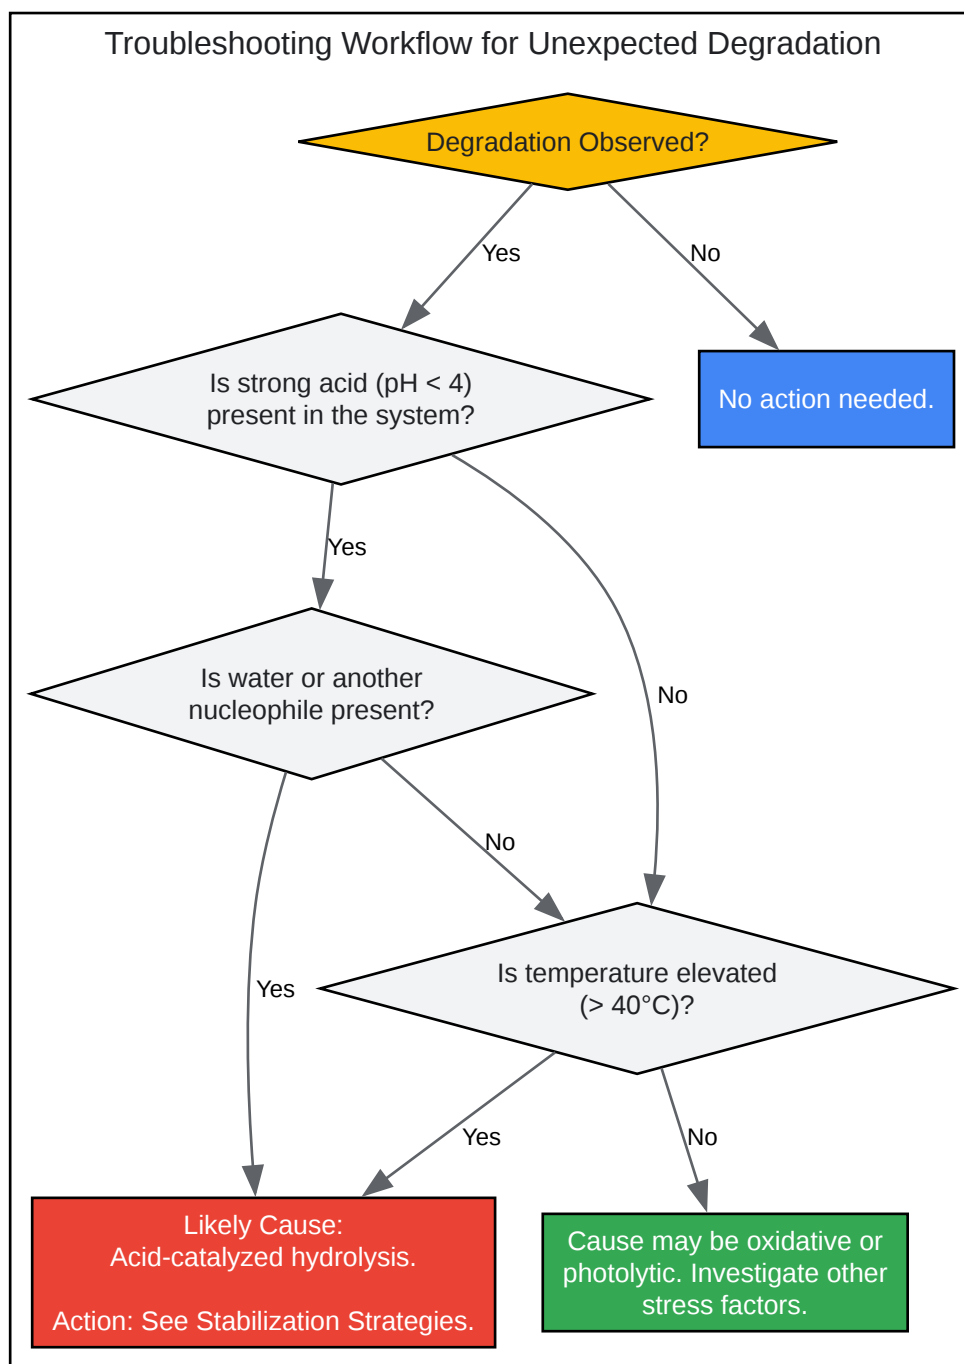 Troubleshooting Workflow for Unexpected Degradation
Degradation Observed?
Yes
No
Is strong acid (pH < 4)
present in the system?
No action needed.
Yes
No
Is water or another
nucleophile present?
No
Yes
Is temperature elevated
(> 40°C)?
Yes
No
Likely Cause:
Acid-catalyzed hydrolysis.
Action: See Stabilization Strategies.
Cause may be oxidative or
photolytic. Investigate other
stress factors.